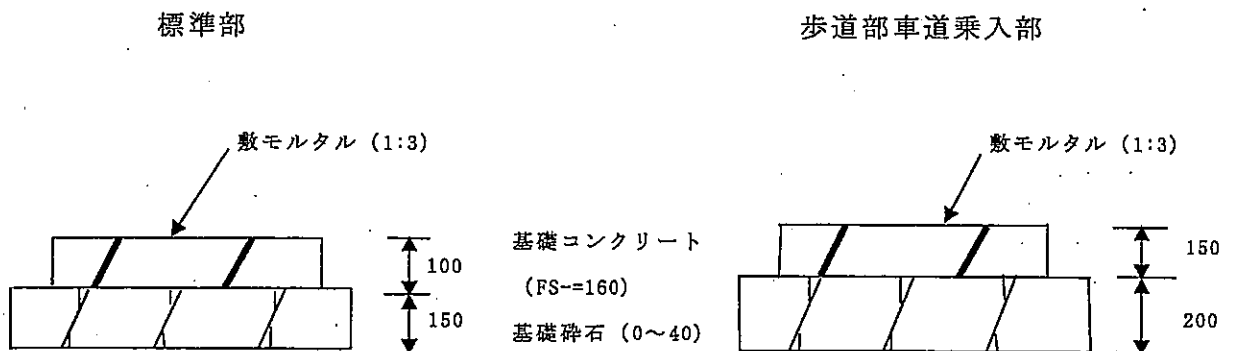 標準部
歩道部車道乗入部
敷モルタル (1:3)
敷モルタル (1:3)
基礎コンクリート
(FS-=160)
基礎砕石 (0～40)
100
150
150
200